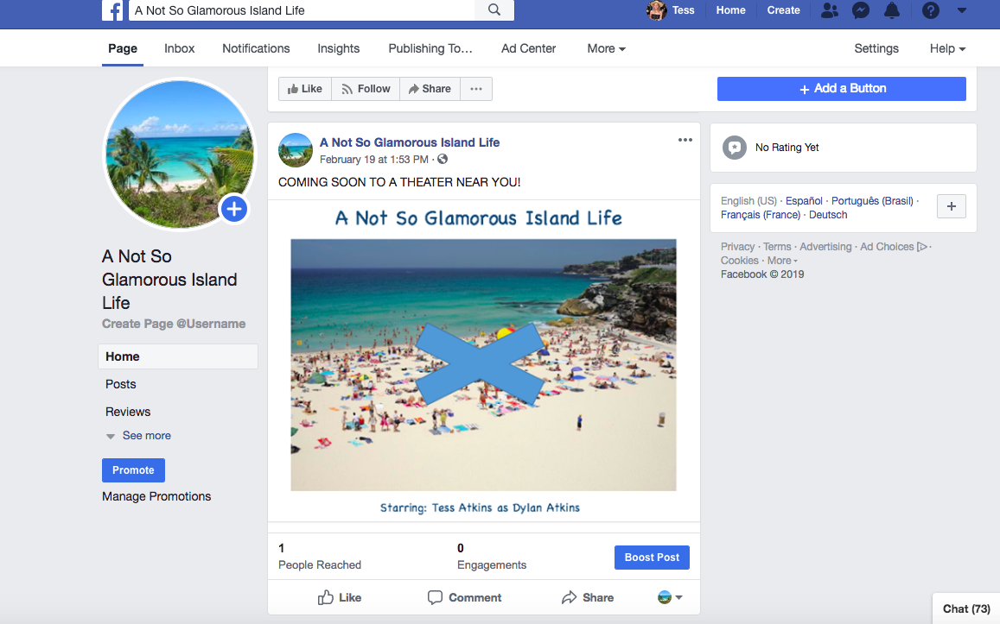 A Not So Glamorous Island Life
Tess
Home
Create
Page
Inbox
Notifications
Insights
Publishing To…
Ad Center
More
Settings
Help
Like
Follow
Share
+ Add a Button
A Not So Glamorous Island Life
February 19 at 1:53 PM ·
COMING SOON TO A THEATER NEAR YOU!
A Not So Glamorous Island Life
Starring: Tess Atkins as Dylan Atkins
1
People Reached
0
Engagements
Boost Post
Like
Comment
Share
A Not So
Glamorous Island
Life
Create Page @Username
Home
Posts
Reviews
See more
Promote
Manage Promotions
No Rating Yet
English (US) · Español · Português (Brasil) ·
Français (France) · Deutsch
Privacy · Terms · Advertising · Ad Choices ·
Cookies · More
Facebook © 2019
Chat (73)